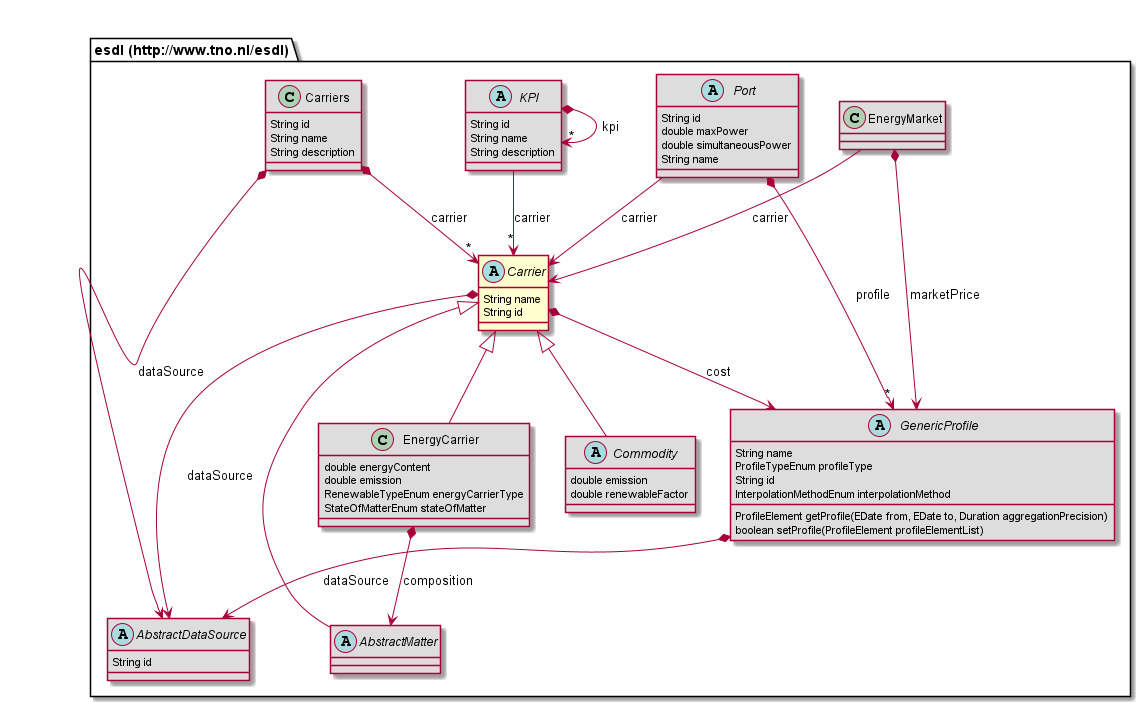 esdl (http://www.tno.nl/esdl)
C Carriers
String id
String name
String description
A KPI
String id
String name
String description
* kpi
A Port
String id
double maxPower
double simultaneousPower
String name
C EnergyMarket
carrier
carrier
carrier
carrier
*
*
A Carrier
String name
String id
profile
marketPrice
dataSource
cost
*
C EnergyCarrier
double energyContent
double emission
RenewableTypeEnum energyCarrierType
StateOfMatterEnum stateOfMatter
A Commodity
double emission
double renewableFactor
A GenericProfile
String name
ProfileTypeEnum profileType
String id
InterpolationMethodEnum interpolationMethod
ProfileElement getProfile(EDate from, EDate to, Duration aggregationPrecision)
boolean setProfile(ProfileElement profileElementList)
dataSource
dataSource
composition
A AbstractDataSource
String id
A AbstractMatter